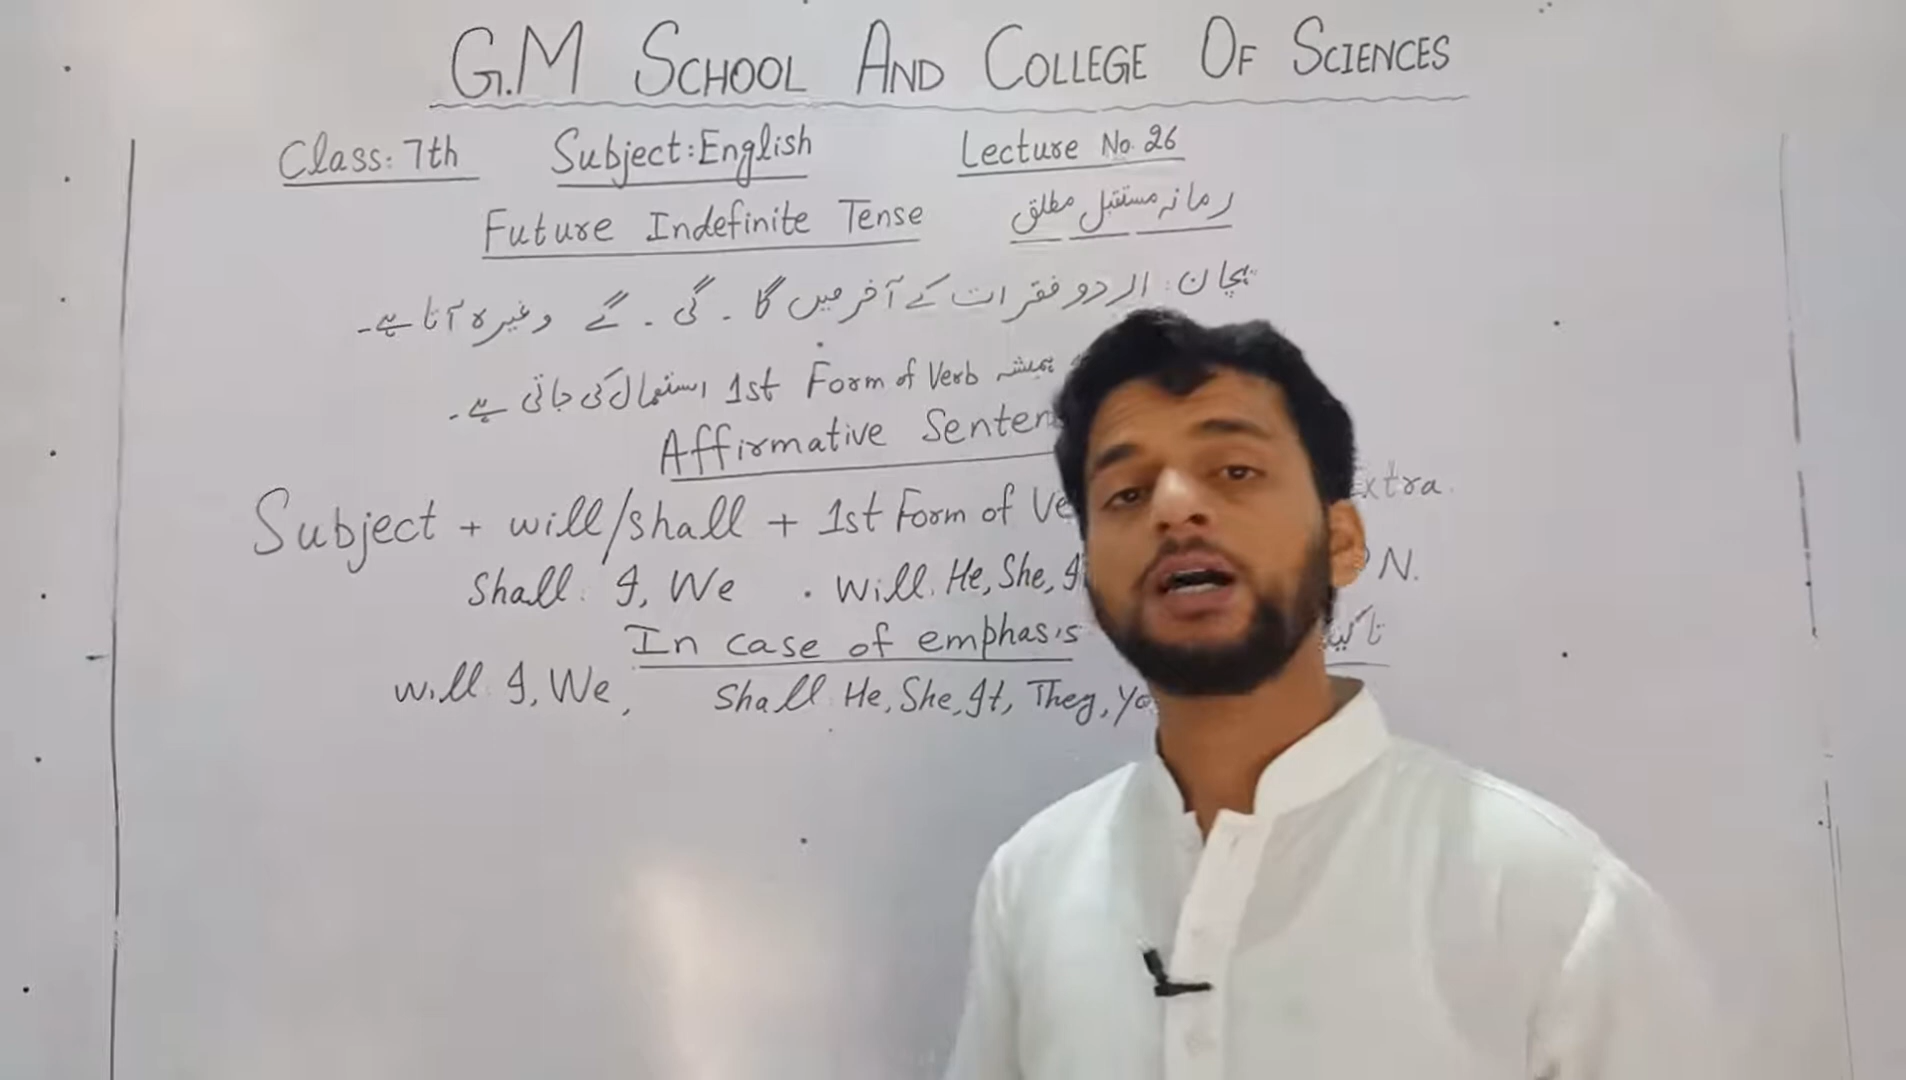 G.M SCHOOL AND COLLEGE OF SCIENCES
Class: 7th Subject: English Lecture No. 26
Future Indefinite Tense زمانہ مستقبل مطلق
پہچان: اردو فقرات کے آخر میں گا ۔ گی ۔ گے وغیرہ آتا ہے ۔
ہمیشہ 1st Form of Verb استعمال کی جاتی ہے ۔
Affirmative
Subject + will/shall + 1st Form of Extra.
Shall: I, We . Will: He, She, N.
In case of emphasis
will: I, We, Shall: He, She, It, They,